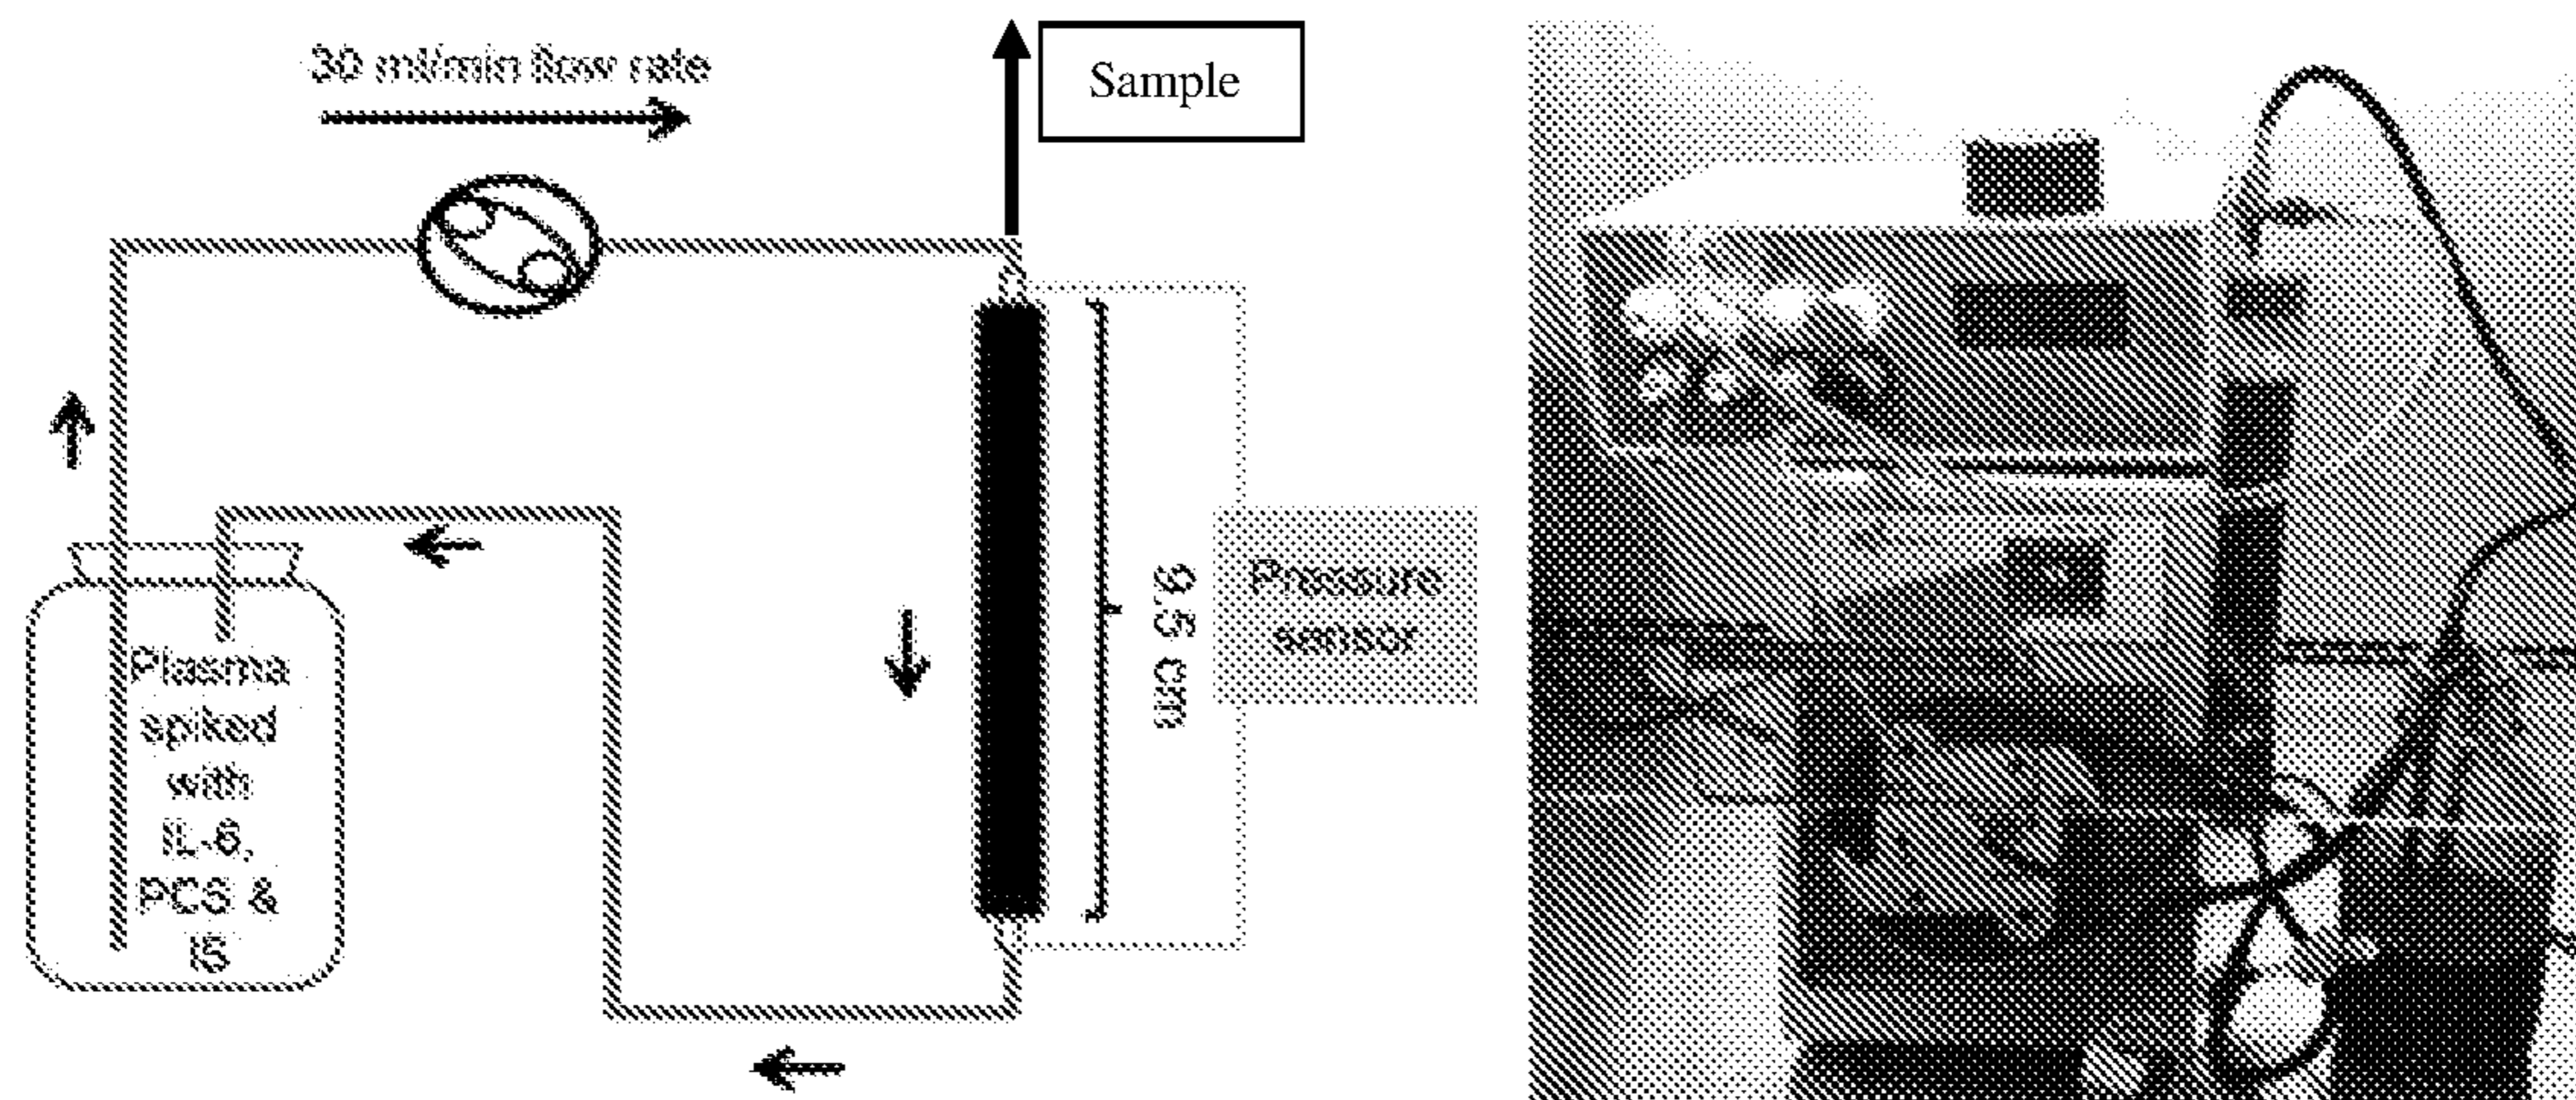 30 ml/min flow rate
Sample
9.5 cm
Pressure
sensor
Plasma
spiked
with
IL-6,
PCS &
IS